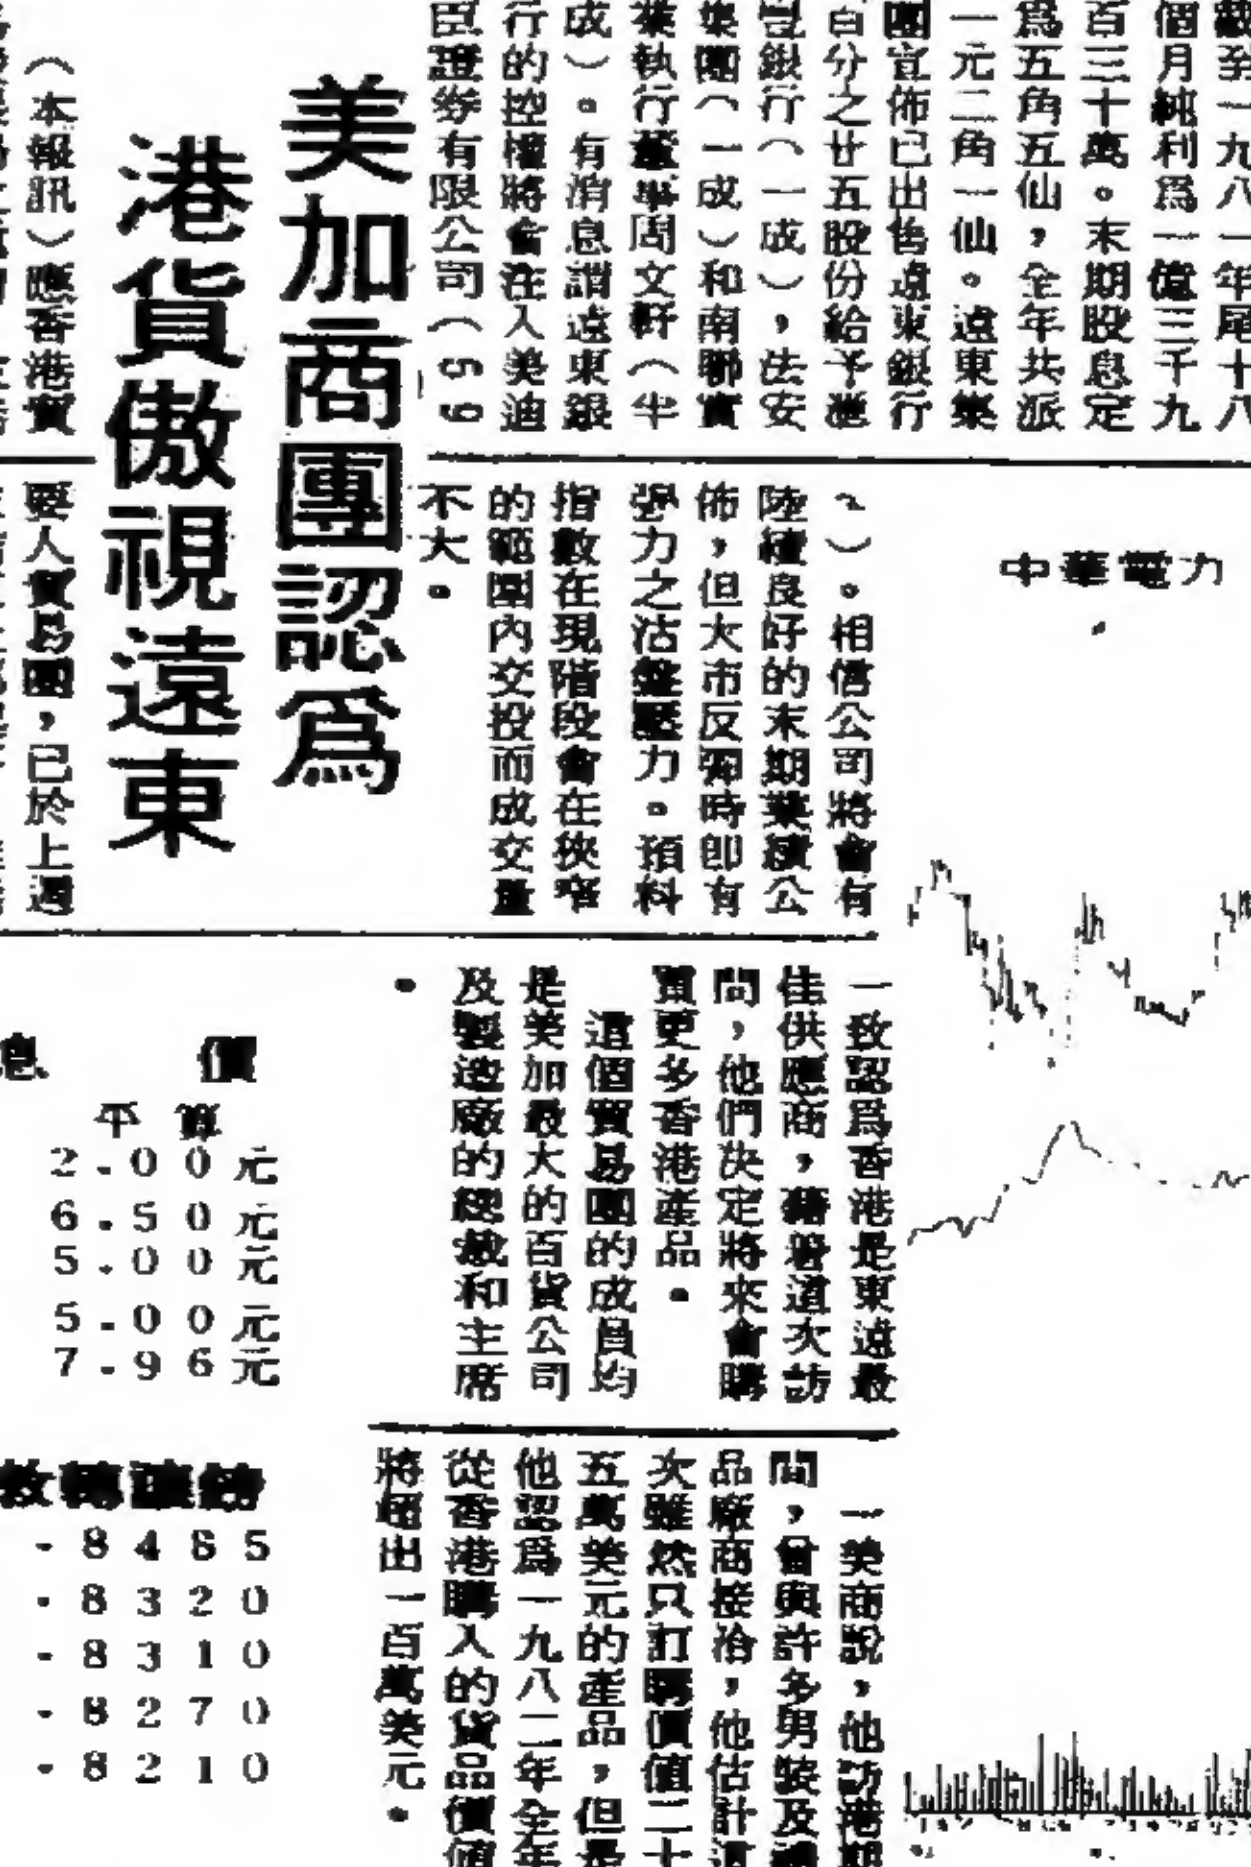 截至一九八一年尾十八
個月純利爲一億三千九
百三十萬。末期股息定
爲五角五仙，全年共派
一元二角一仙。遠東集
團宣佈已出售遠東銀行
百分之廿五股份給予滙
豐銀行（一成），法安
集團（一成）和南聯實
業執行董事周文軒（半
成）。有消息謂遠東銀
行的控權將會注入美迪
臣證券有限公司（５９
）。相信公司將會有
陸續良好的末期業績公
佈，但大市反彈時卽有
强力之沽盤壓力。預料
指數在現階段會在狹窄
的範圍內交投而成交量
不大。
美加商團認爲
港貨傲視遠東
（本報訊）應香港貿
要人貿易團，已於上週
一致認爲香港是東遠最
佳供應商，藉着這次訪
問，他們決定將來會購
買更多香港產品。
這個貿易團的成員均
是美加最大的百貨公司
及製造廠的總裁和主席
。
一美商說，他訪港期
間，曾與許多男裝及
品廠商接洽，他估計這
次雖然只訂購價值二十
五萬美元的產品，但是
他認爲一九八二年全年
從香港購入的貨品價值
將超出一百萬美元。
中華電力
息 價
平 算
2.00元
6.50元
5.00元
5.00元
7.96元
.8465
.8320
.8310
.8270
.8210